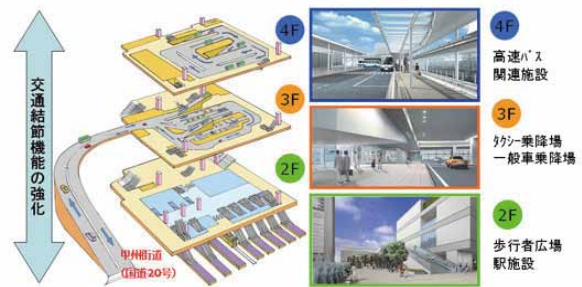 交通結節機能の強化
4F
3F
2F
甲州街道
(国道20号)
4F
高速バス
関連施設
3F
タクシー乗降場
一般車乗降場
2F
歩行者広場
駅施設